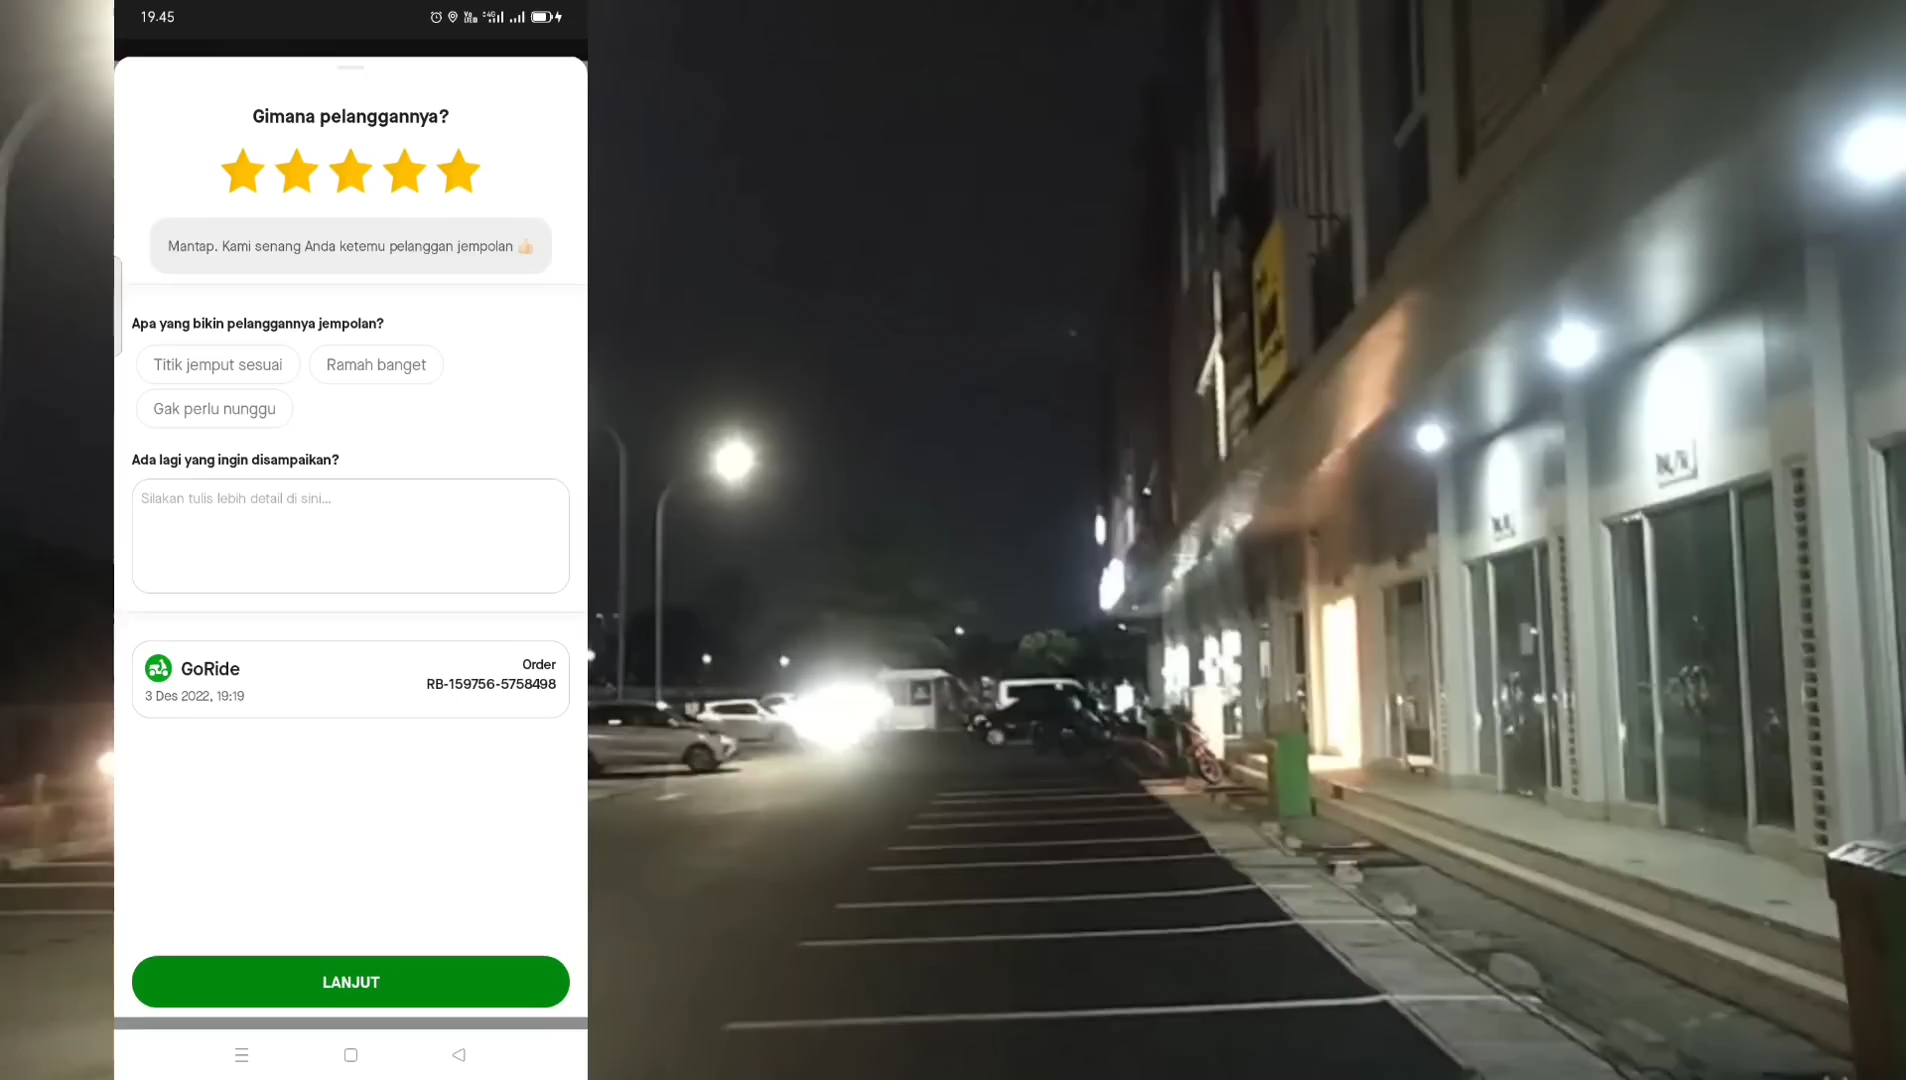 19.45
Gimana pelanggannya?
Mantap. Kami senang Anda ketemu pelanggan jempolan 👍🏻
Apa yang bikin pelanggannya jempolan?
Titik jemput sesuai
Ramah banget
Gak perlu nunggu
Ada lagi yang ingin disampaikan?
Silakan tulis lebih detail di sini...
GoRide
Order
3 Des 2022, 19:19
RB-159756-5758498
LANJUT